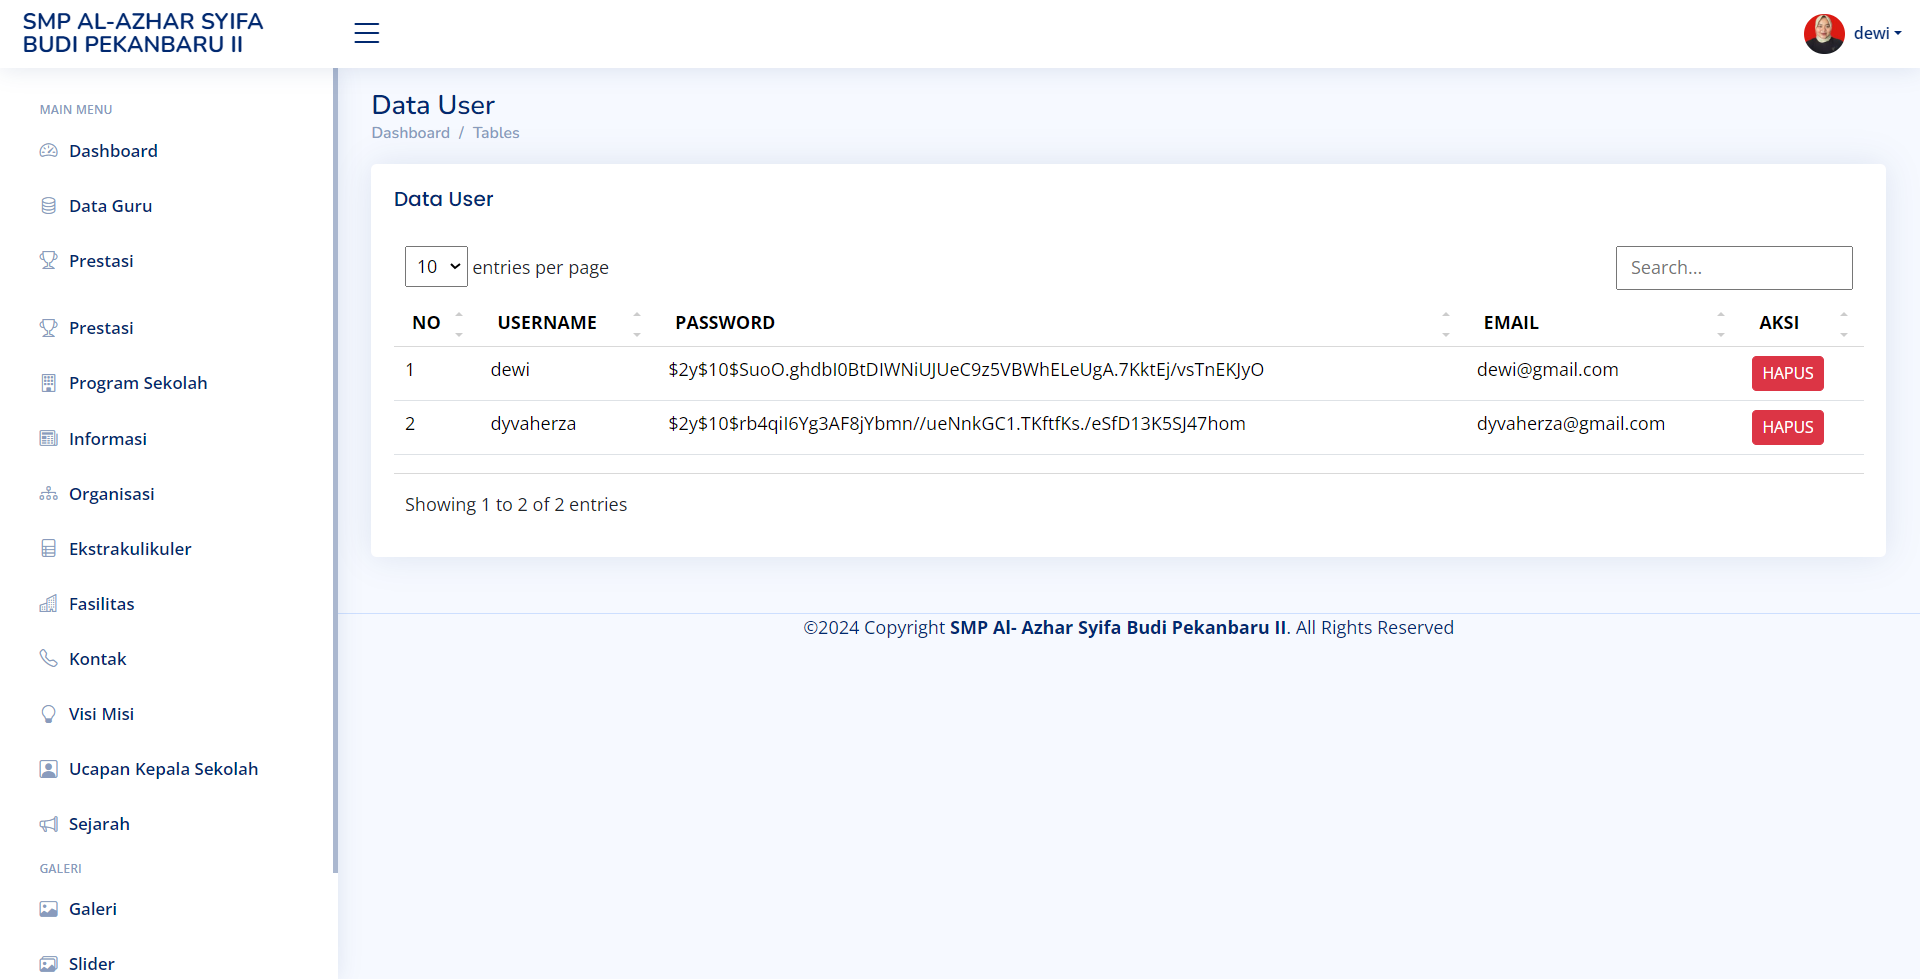 SMP AL-AZHAR SYIFA
BUDI PEKANBARU II
dewi
MAIN MENU
Dashboard
Data Guru
Prestasi
Prestasi
Program Sekolah
Informasi
Organisasi
Ekstrakulikuler
Fasilitas
Kontak
Visi Misi
Ucapan Kepala Sekolah
Sejarah
GALERI
Galeri
Slider
Data User
Dashboard / Tables
Data User
10 entries per page
Search...
NO USERNAME PASSWORD EMAIL AKSI
1 dewi $2y$10$SuoO.ghdbI0BtDIWNiUJUeC9z5VBWhELeUgA.7KktEj/vsTnEKJyO dewi@gmail.com HAPUS
2 dyvaherza $2y$10$rb4qiI6Yg3AF8jYbmn//ueNnkGC1.TKftfKs./eSfD13K5SJ47hom dyvaherza@gmail.com HAPUS
Showing 1 to 2 of 2 entries
©2024 Copyright SMP Al- Azhar Syifa Budi Pekanbaru II. All Rights Reserved